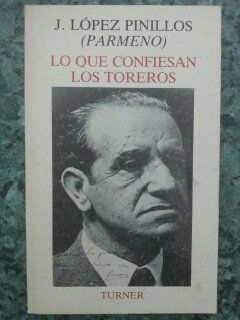 J. LÓPEZ PINILLOS
(PARMENO)
LO QUE CONFIESAN
LOS TOREROS
TURNER